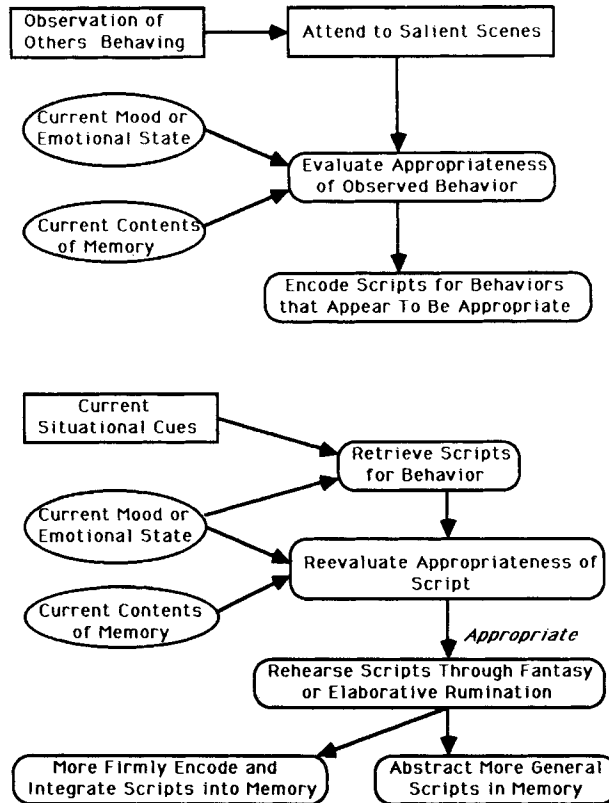 Observation of
Others Behaving
Attend to Salient Scenes
Current Mood or
Emotional State
Evaluate Appropriateness
of Observed Behavior
Current Contents
of Memory
Encode Scripts for Behaviors
that Appear To Be Appropriate
Current
Situational Cues
Retrieve Scripts
for Behavior
Current Mood or
Emotional State
Reevaluate Appropriateness of
Script
Current Contents
of Memory
Appropriate
Rehearse Scripts Through Fantasy
or Elaborative Rumination
More Firmly Encode and
Integrate Scripts into Memory
Abstract More General
Scripts in Memory